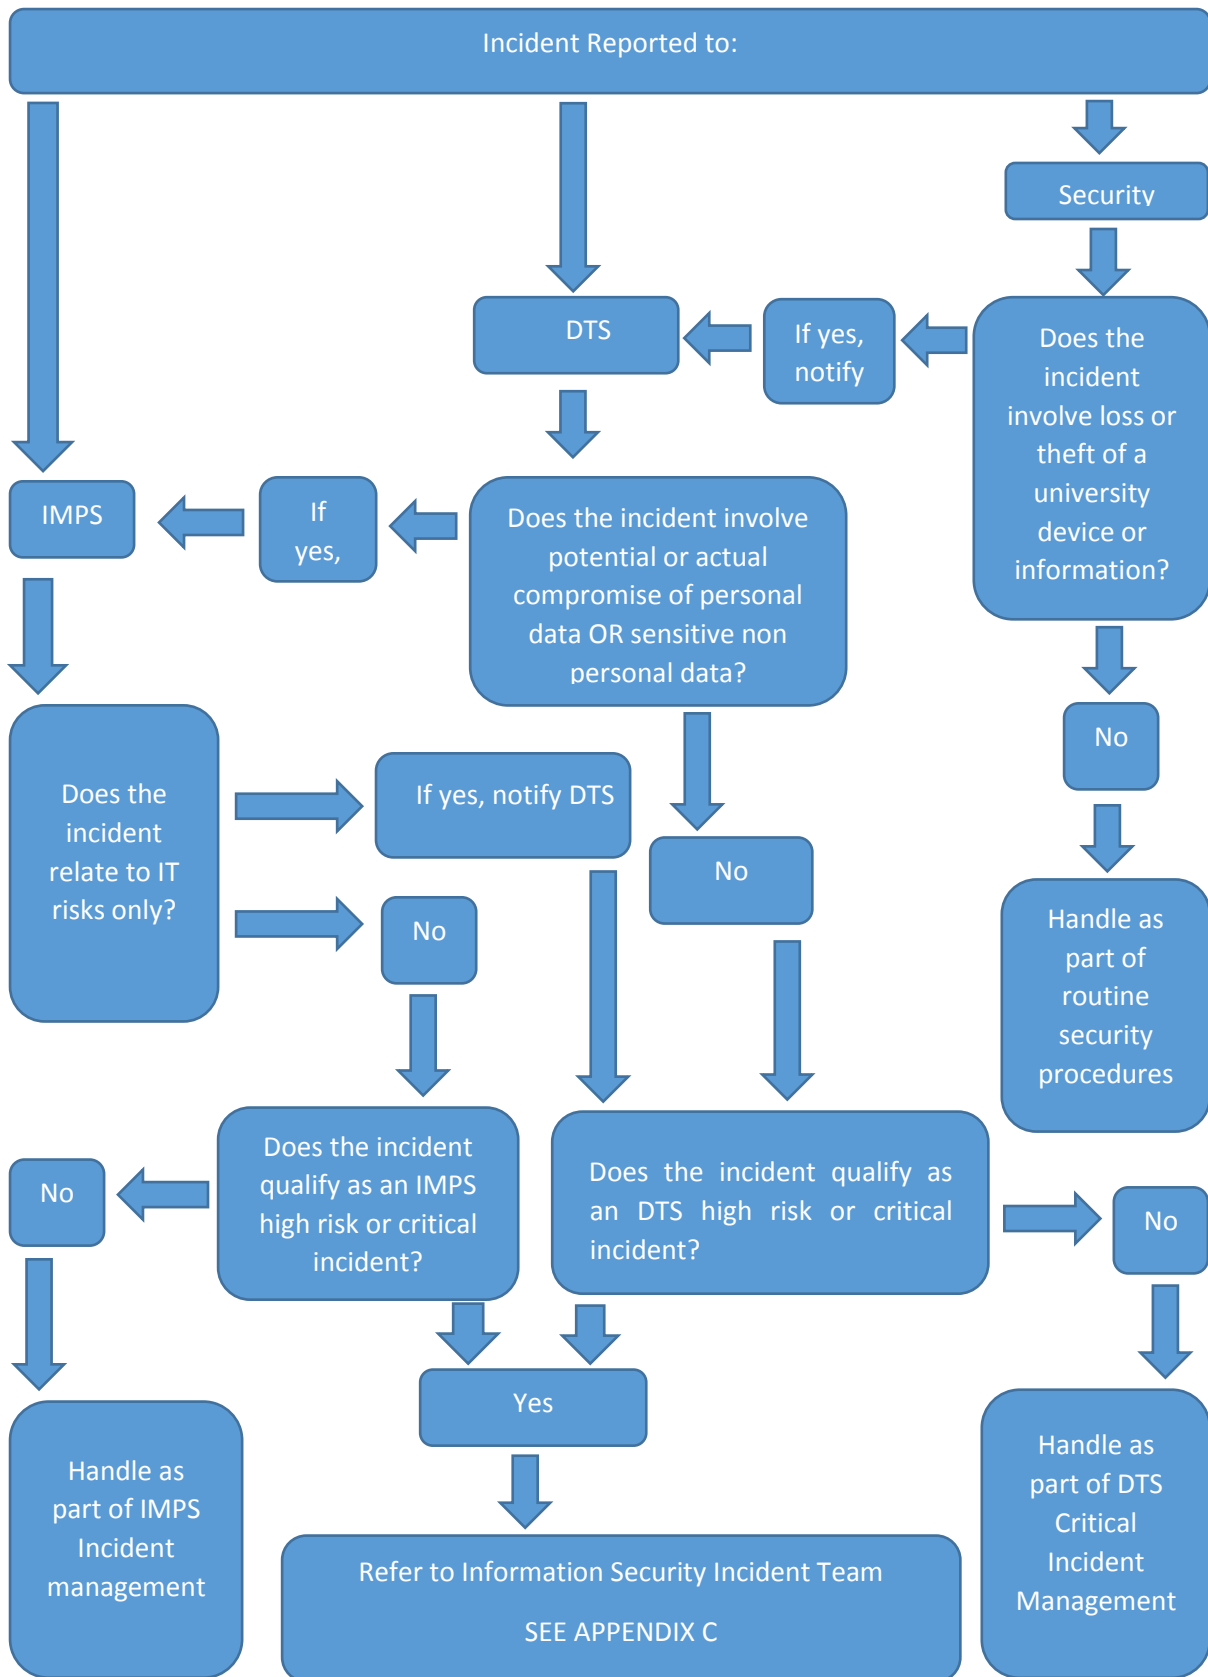 Incident Reported to:
Security
DTS
If yes,
notify
Does the
incident
involve loss or
theft of a
university
device or
information?
IMPS
If
yes,
Does the incident involve
potential or actual
compromise of personal
data OR sensitive non
personal data?
No
Does the
incident
relate to IT
risks only?
If yes, notify DTS
No
No
Handle as
part of
routine
security
procedures
Does the incident
qualify as an IMPS
high risk or critical
incident?
No
Does the incident qualify as
an DTS high risk or critical
incident?
No
Yes
Handle as
part of IMPS
Incident
management
Handle as
part of DTS
Critical
Incident
Management
Refer to Information Security Incident Team
SEE APPENDIX C